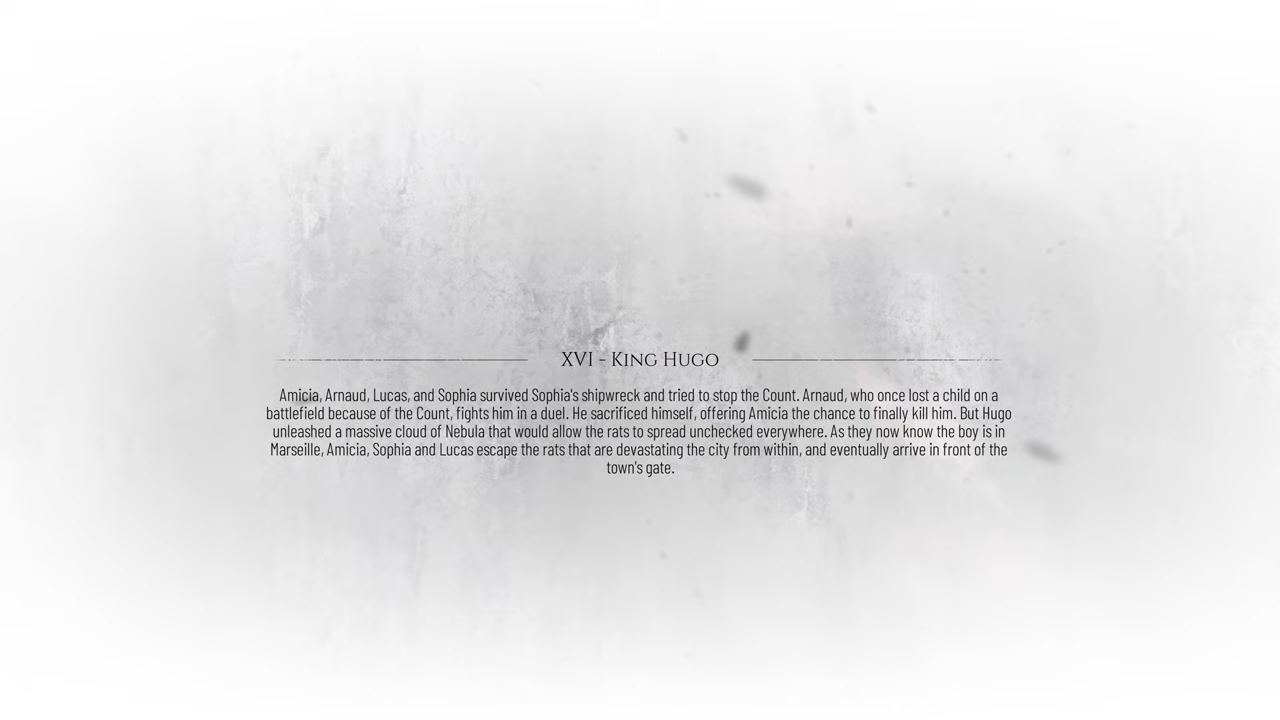 XVI - King Hugo
Amicia, Arnaud, Lucas, and Sophia survived Sophia's shipwreck and tried to stop the Count. Arnaud, who once lost a child on a
battlefield because of the Count, fights him in a duel. He sacrificed himself, offering Amicia the chance to finally kill him. But Hugo
unleashed a massive cloud of Nebula that would allow the rats to spread unchecked everywhere. As they now know the boy is in
Marseille, Amicia, Sophia and Lucas escape the rats that are devastating the city from within, and eventually arrive in front of the
town's gate.